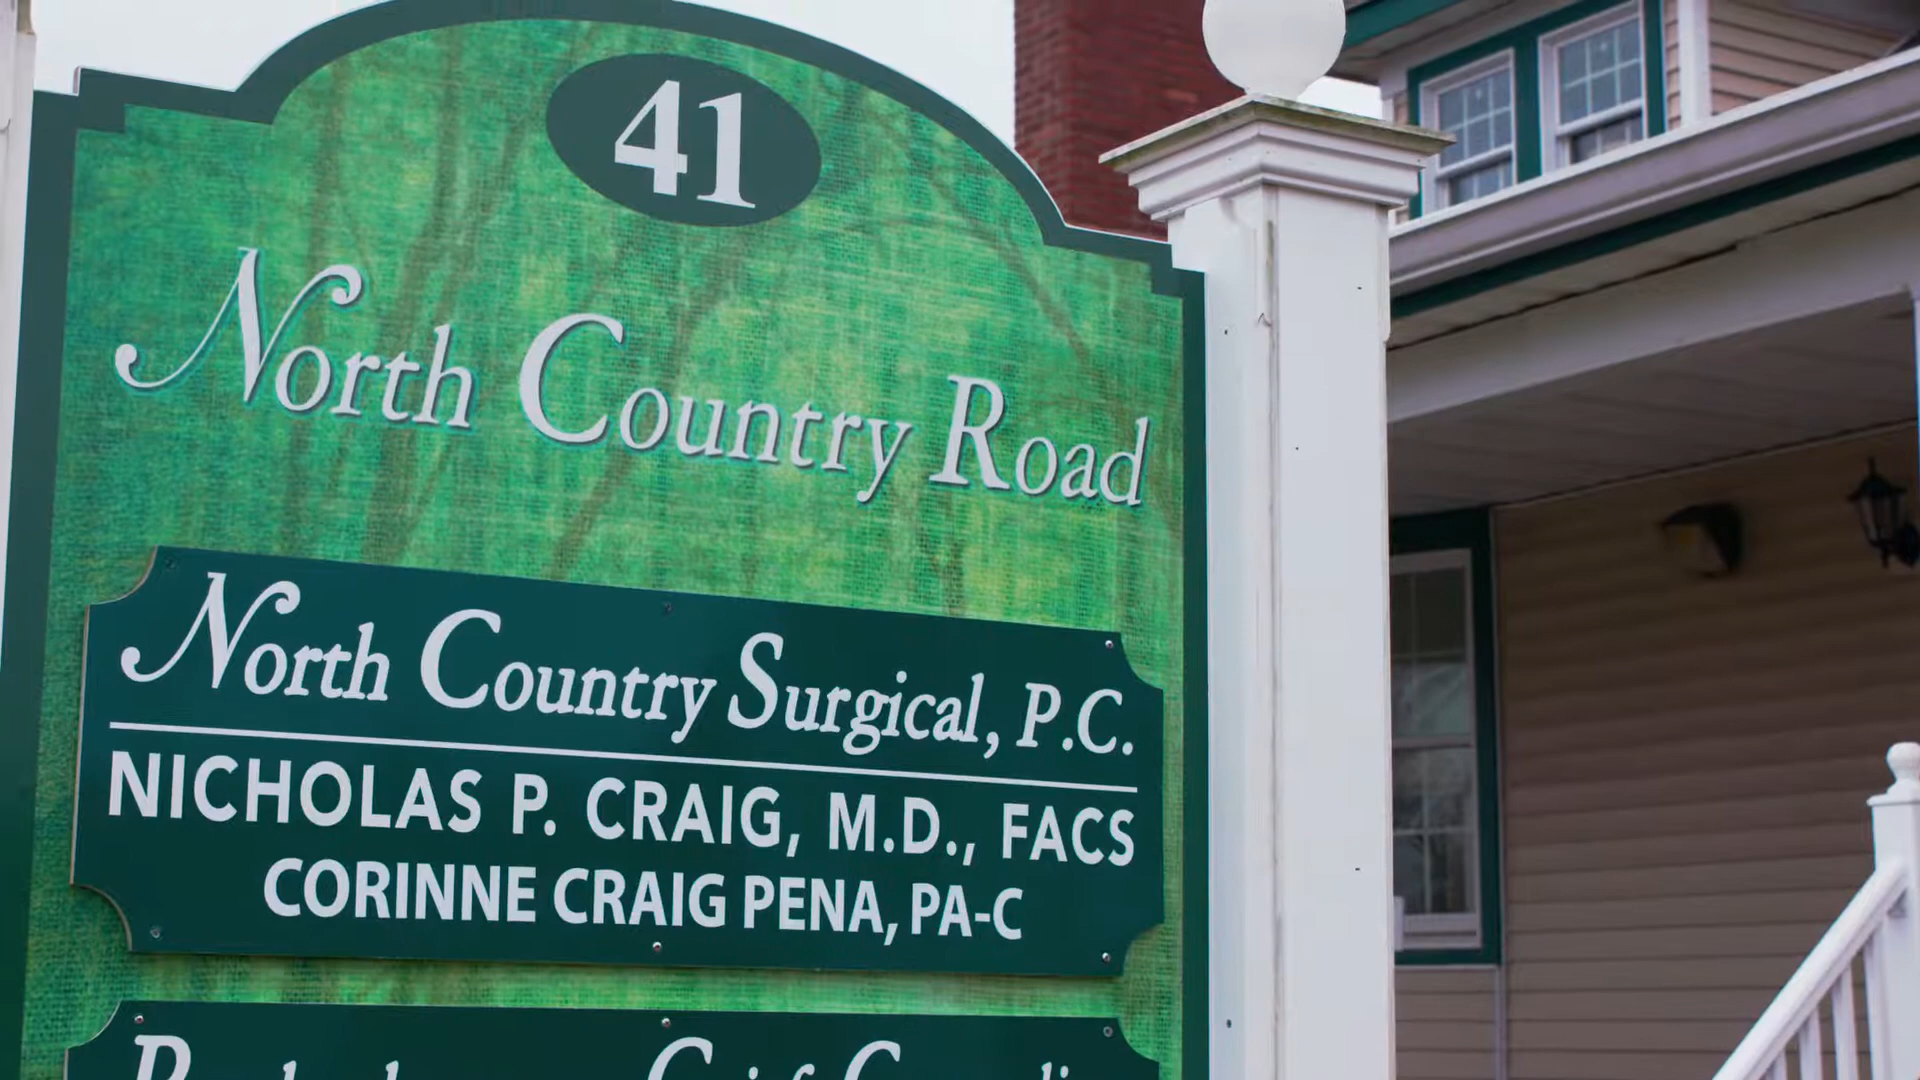 41
North Country Road
North Country Surgical, P.C.
NICHOLAS P. CRAIG, M.D., FACS
CORINNE CRAIG PENA, PA-C